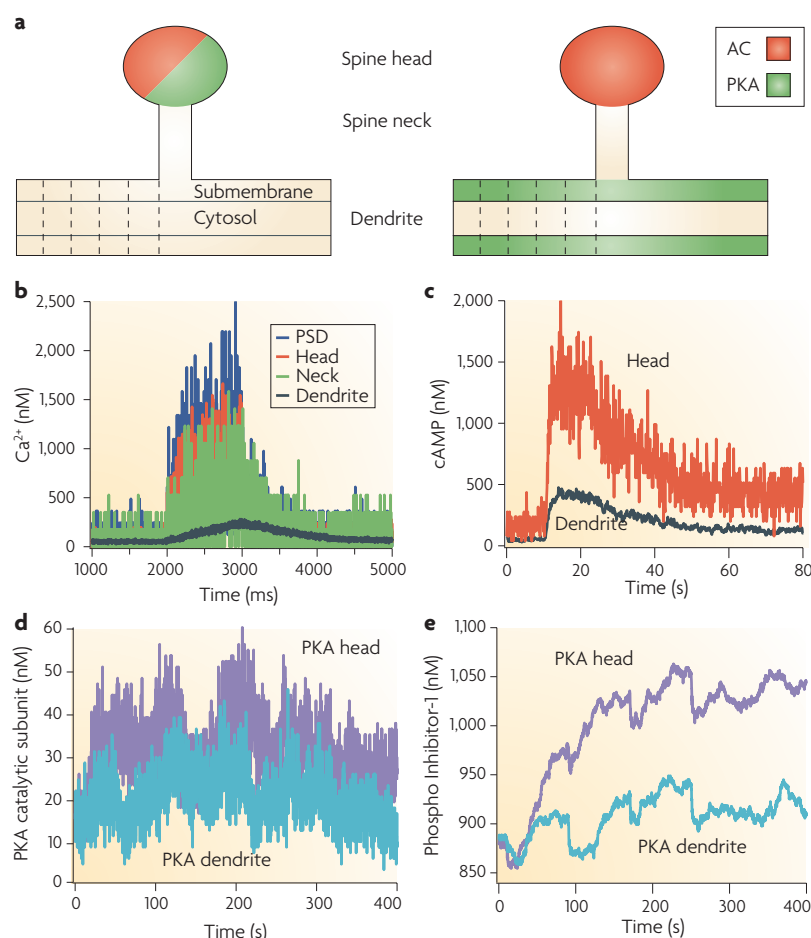 a
Spine head
Spine neck
Dendrite
Submembrane
Cytosol
AC
PKA
b
Ca²⁺ (nM)
2,500
2,000
1,500
1,000
500
0
PSD
Head
Neck
Dendrite
1000 2000 3000 4000 5000
Time (ms)
c
cAMP (nM)
2,000
1,500
1,000
500
0
Head
Dendrite
0 20 40 60 80
Time (s)
d
PKA catalytic subunit (nM)
60
50
40
30
20
10
0
PKA head
PKA dendrite
0 100 200 300 400
Time (s)
e
Phospho Inhibitor-1 (nM)
1,100
1,050
1,000
950
900
850
PKA head
PKA dendrite
0 100 200 300 400
Time (s)